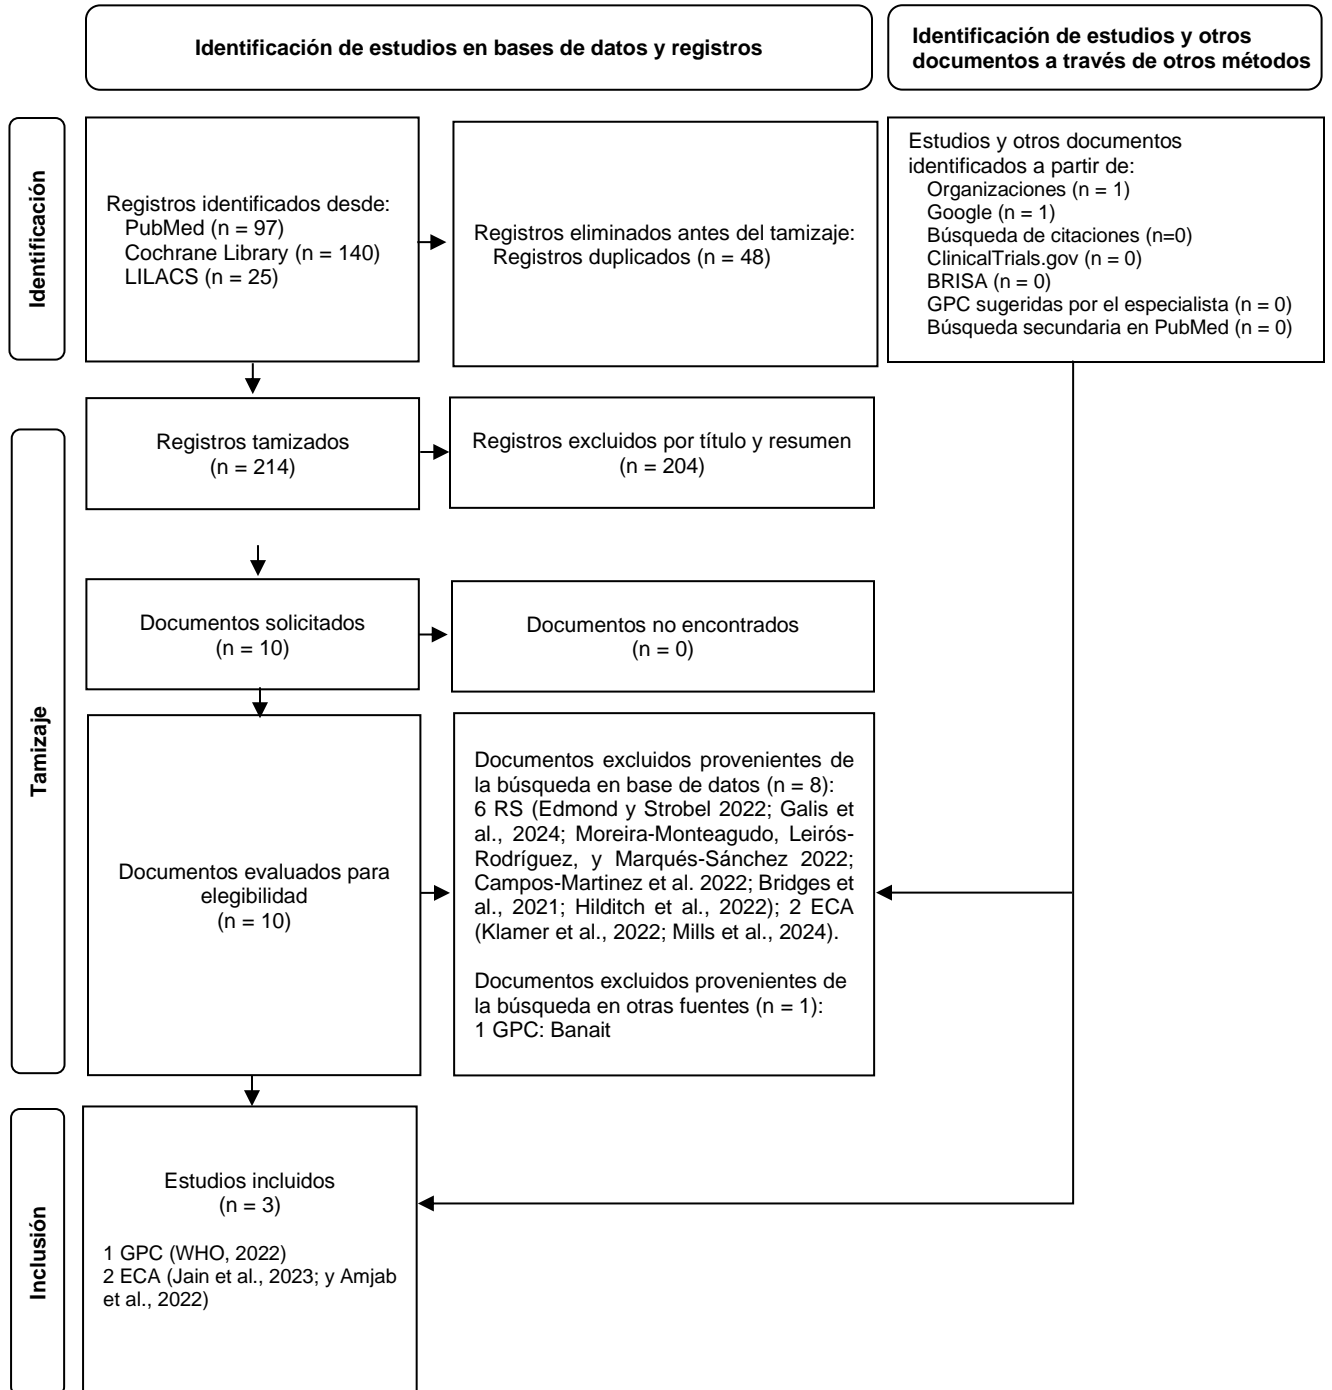 Identificación de estudios en bases de datos y registros
Identificación de estudios y otros
documentos a través de otros métodos
Identificación
Registros identificados desde:
PubMed (n = 97)
Cochrane Library (n = 140)
LILACS (n = 25)
Registros eliminados antes del tamizaje:
Registros duplicados (n = 48)
Estudios y otros documentos
identificados a partir de:
Organizaciones (n = 1)
Google (n = 1)
Búsqueda de citaciones (n=0)
ClinicalTrials.gov (n = 0)
BRISA (n = 0)
GPC sugeridas por el especialista (n = 0)
Búsqueda secundaria en PubMed (n = 0)
Tamizaje
Registros tamizados
(n = 214)
Registros excluidos por título y resumen
(n = 204)
Documentos solicitados
(n = 10)
Documentos no encontrados
(n = 0)
Documentos evaluados para
elegibilidad
(n = 10)
Documentos excluidos provenientes de
la búsqueda en base de datos (n = 8):
6 RS (Edmond y Strobel 2022; Galis et
al., 2024; Moreira-Monteagudo, Leirós-
Rodríguez, y Marqués-Sánchez 2022;
Campos-Martinez et al. 2022; Bridges et
al., 2021; Hilditch et al., 2022); 2 ECA
(Klamer et al., 2022; Mills et al., 2024).
Documentos excluidos provenientes de
la búsqueda en otras fuentes (n = 1):
1 GPC: Banait
Inclusión
Estudios incluidos
(n = 3)
1 GPC (WHO, 2022)
2 ECA (Jain et al., 2023; y Amjab
et al., 2022)